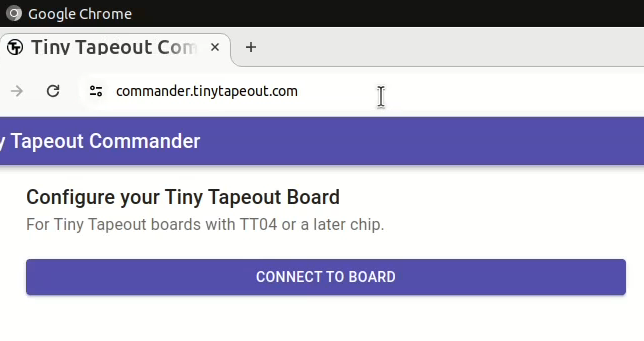 Google Chrome
Tiny Tapeout Com
commander.tinytapeout.com
y Tapeout Commander
Configure your Tiny Tapeout Board
For Tiny Tapeout boards with TT04 or a later chip.
CONNECT TO BOARD